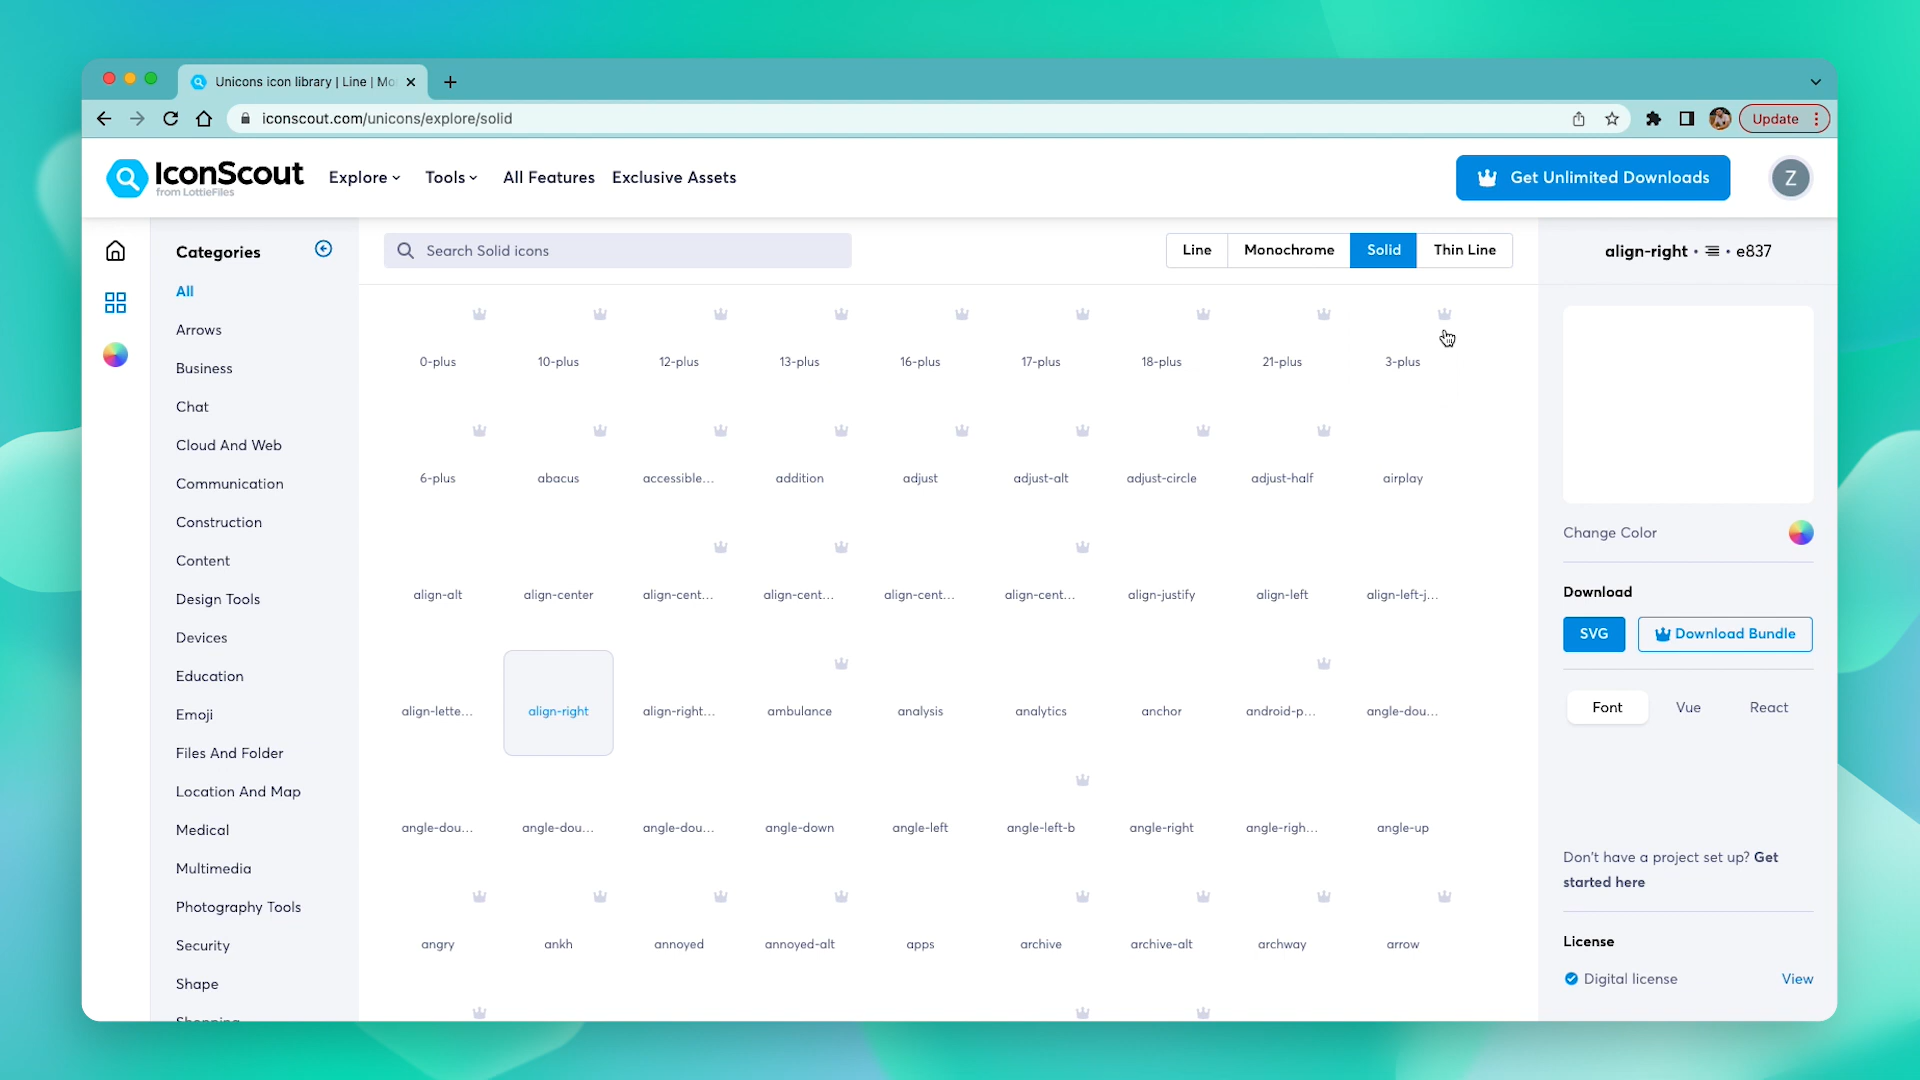 Unicons icon library | Line | Mo
iconscout.com/unicons/explore/solid
Update
IconScout
from LottieFiles
Explore
Tools
All Features
Exclusive Assets
Get Unlimited Downloads
Z
Categories
All
Arrows
Business
Chat
Cloud And Web
Communication
Construction
Content
Design Tools
Devices
Education
Emoji
Files And Folder
Location And Map
Medical
Multimedia
Photography Tools
Security
Shape
Shopping
Search Solid icons
Line Monochrome Solid Thin Line
0-plus 10-plus 12-plus 13-plus 16-plus 17-plus 18-plus 21-plus 3-plus
6-plus abacus accessible... addition adjust adjust-alt adjust-circle adjust-half airplay
align-alt align-center align-cent... align-cent... align-cent... align-cent... align-justify align-left align-left-j...
align-lette... align-right align-right... ambulance analysis analytics anchor android-p... angle-dou...
angle-dou... angle-dou... angle-dou... angle-down angle-left angle-left-b angle-right angle-righ... angle-up
angry ankh annoyed annoyed-alt apps archive archive-alt archway arrow
align-right • • e837
Change Color
Download
SVG Download Bundle
Font Vue React
Don't have a project set up? Get
started here
License
Digital license View